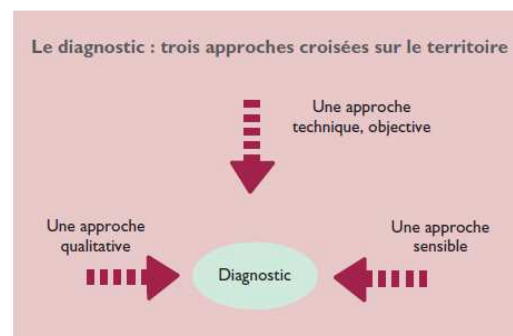 Le diagnostic : trois approches croisées sur le territoire
Une approche
technique, objective
Une approche
qualitative
Une approche
sensible
Diagnostic